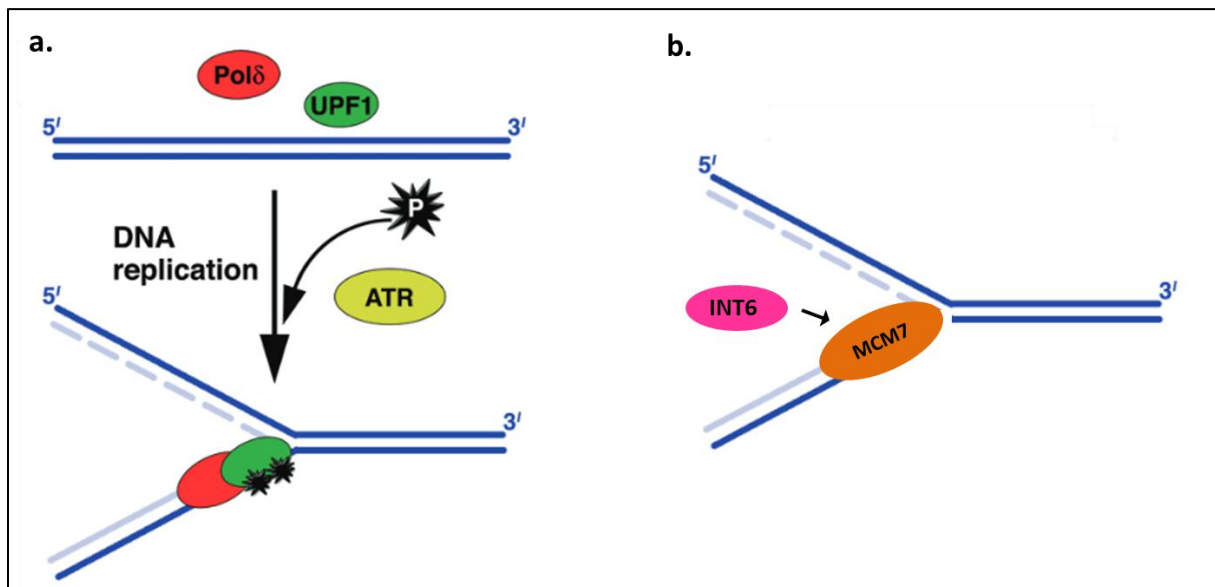 a.
Polδ
UPF1
5′ 3′
P
DNA
replication
ATR
5′
3′
b.
5′
INT6
3′
MCM7